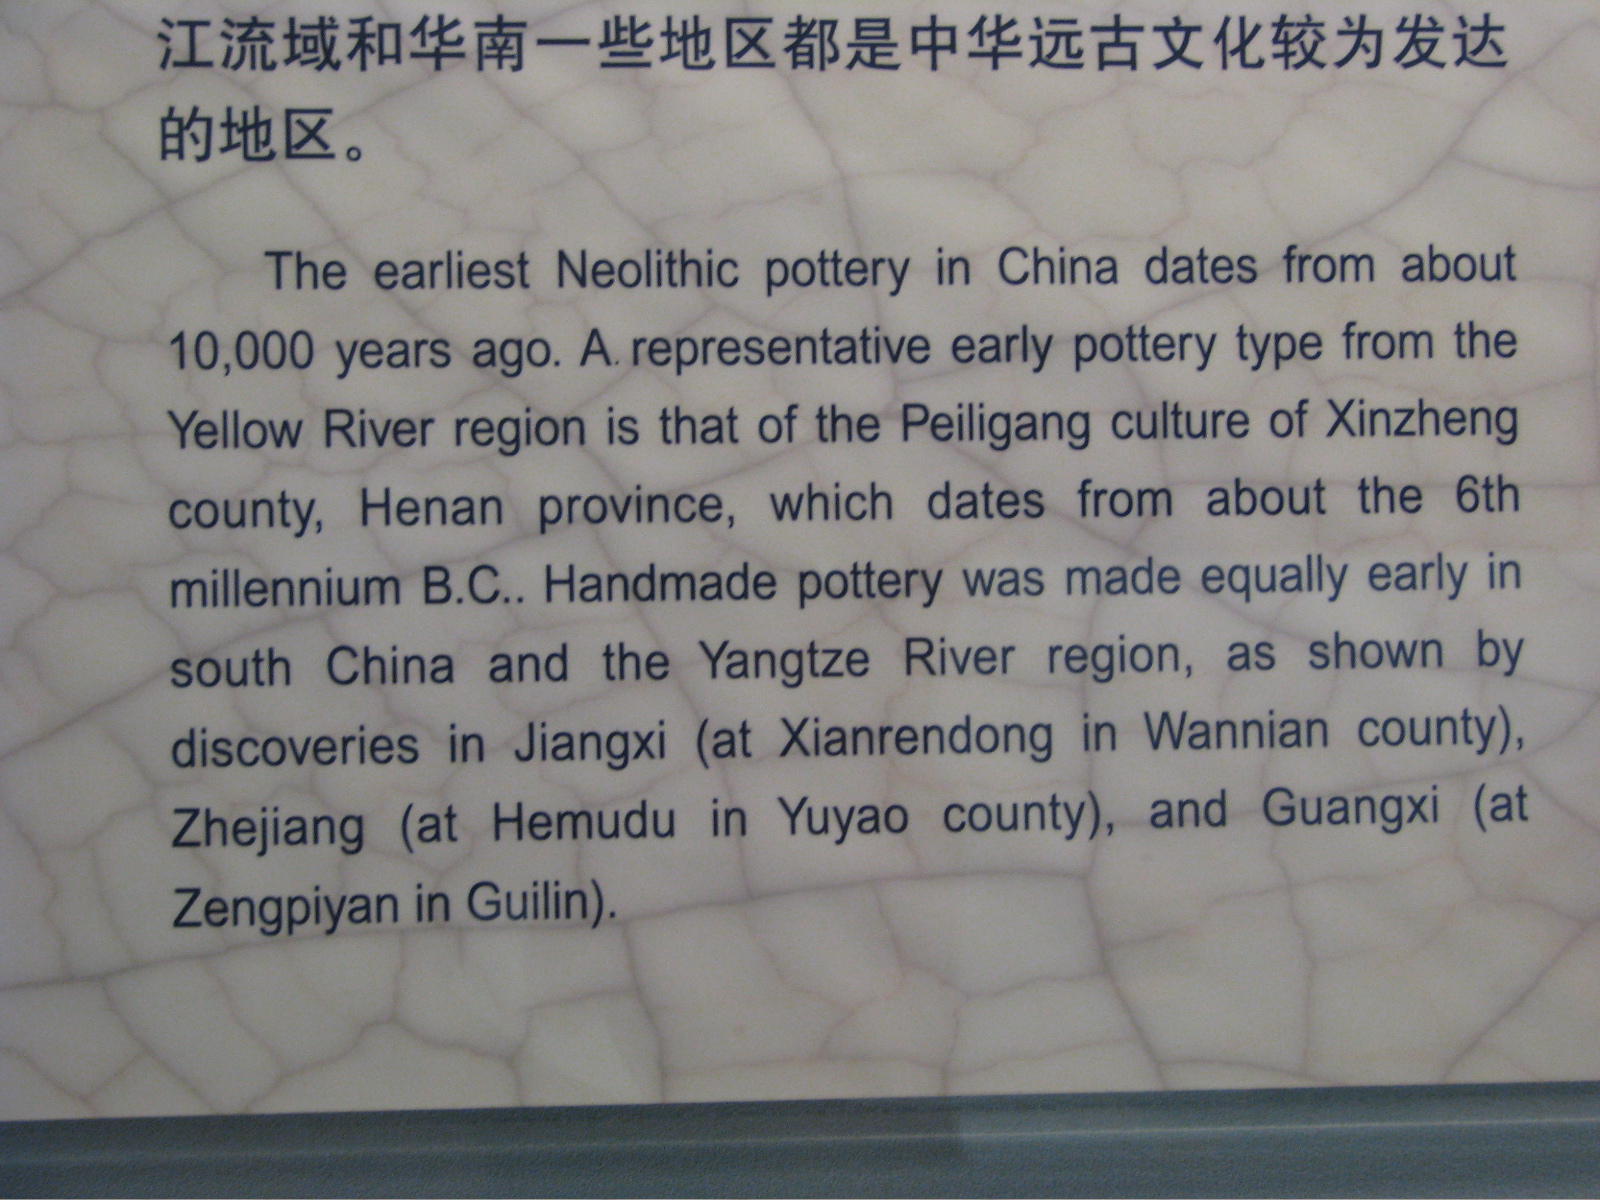 江流域和华南一些地区都是中华远古文化较为发达
的地区。
The earliest Neolithic pottery in China dates from about
10,000 years ago. A representative early pottery type from the
Yellow River region is that of the Peiligang culture of Xinzheng
county, Henan province, which dates from about the 6th
millennium B.C.. Handmade pottery was made equally early in
south China and the Yangtze River region, as shown by
discoveries in Jiangxi (at Xianrendong in Wannian county),
Zhejiang (at Hemudu in Yuyao county), and Guangxi (at
Zengpiyan in Guilin).